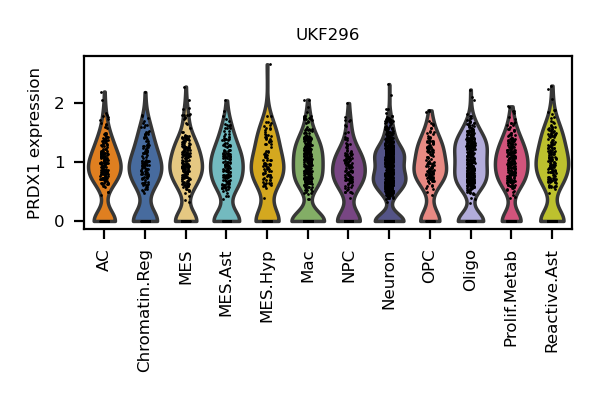 UKF296
PRDX1 expression
2
1
0
AC
Chromatin.Reg
MES
MES.Ast
MES.Hyp
Mac
NPC
Neuron
OPC
Oligo
Prolif.Metab
Reactive.Ast